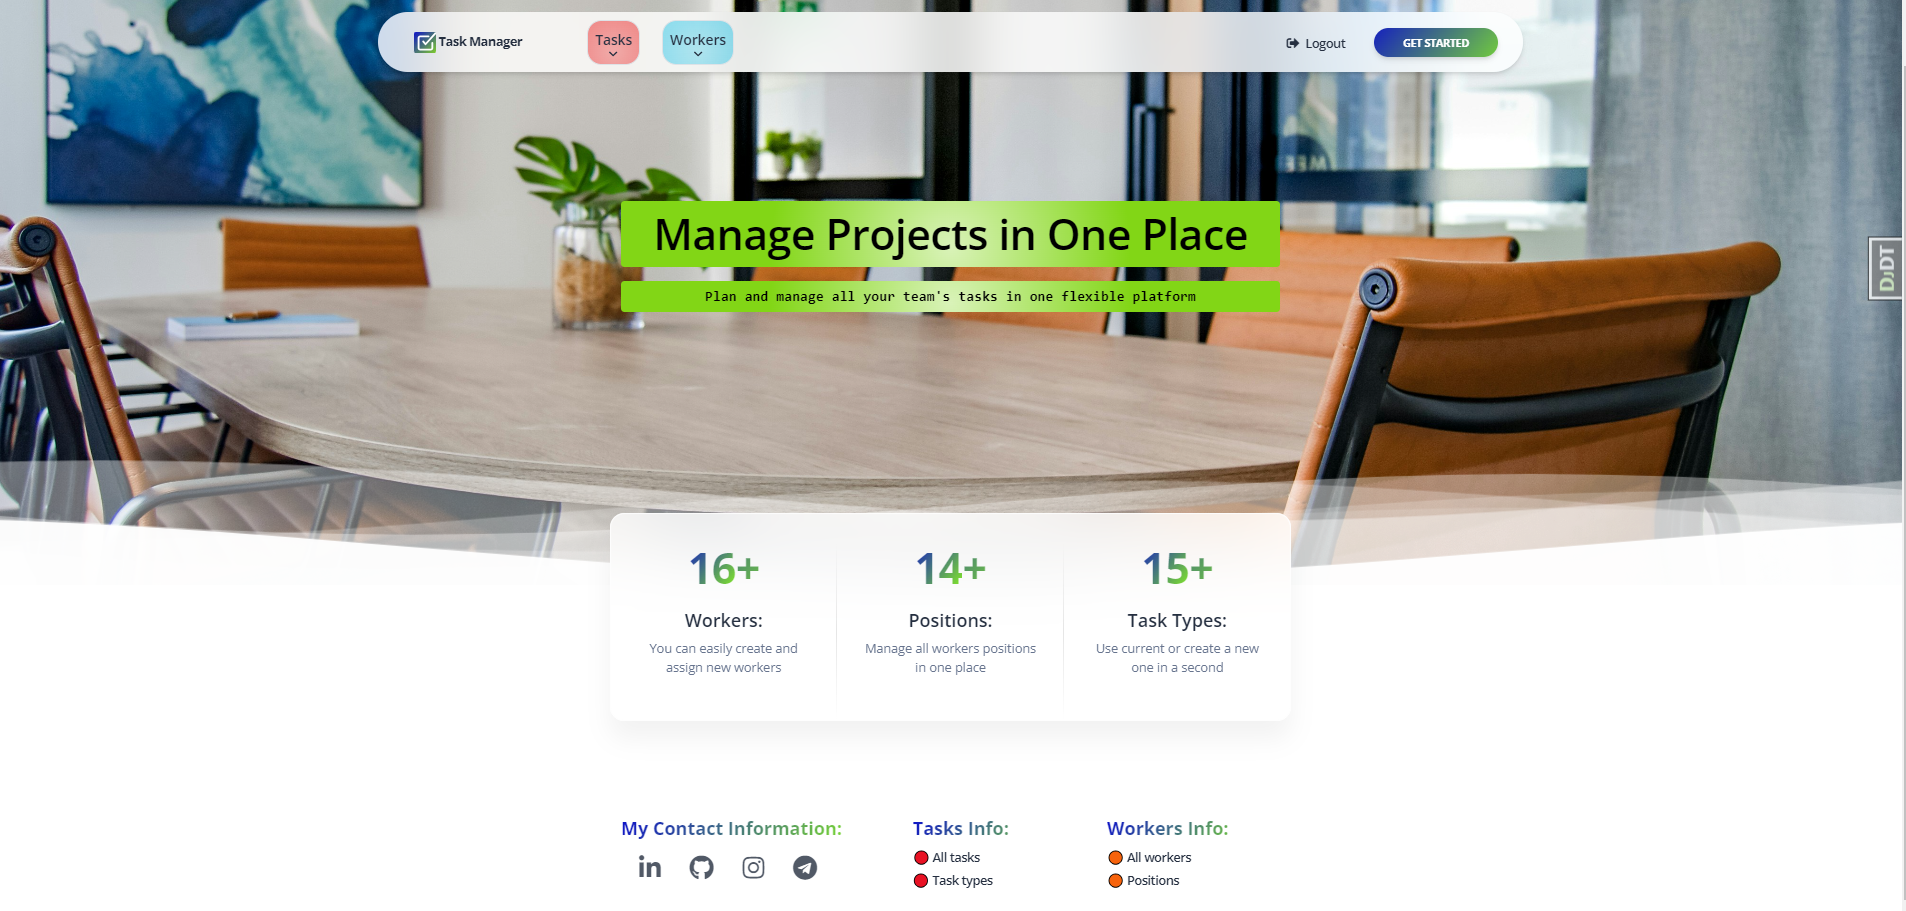 Task Manager
Tasks
Workers
Logout
GET STARTED
Manage Projects in One Place
Plan and manage all your team's tasks in one flexible platform
DjDT
16+
Workers:
You can easily create and
assign new workers
14+
Positions:
Manage all workers positions
in one place
15+
Task Types:
Use current or create a new
one in a second
My Contact Information:
in
Tasks Info:
All tasks
Task types
Workers Info:
All workers
Positions